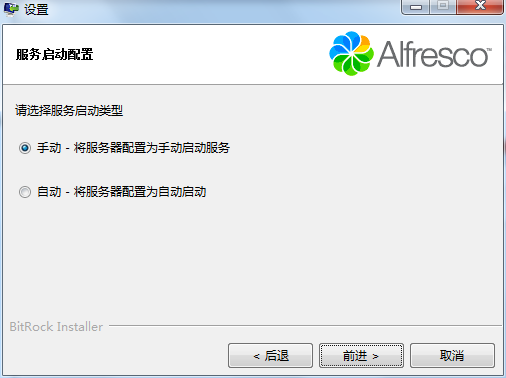 设置
服务启动配置
Alfresco™
请选择服务启动类型
手动 - 将服务器配置为手动启动服务
自动 - 将服务器配置为自动启动
BitRock Installer
< 后退
前进 >
取消